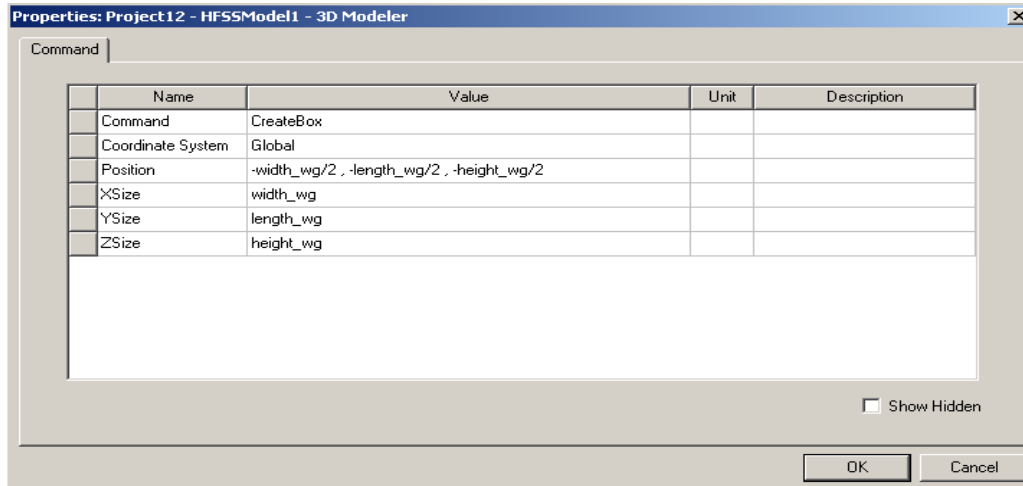 Properties: Project12 - HFSSModel1 - 3D Modeler
Command
Name Value Unit Description
Command CreateBox
Coordinate System Global
Position -width_wg/2 , -length_wg/2 , -height_wg/2
XSize width_wg
YSize length_wg
ZSize height_wg
Show Hidden
OK Cancel